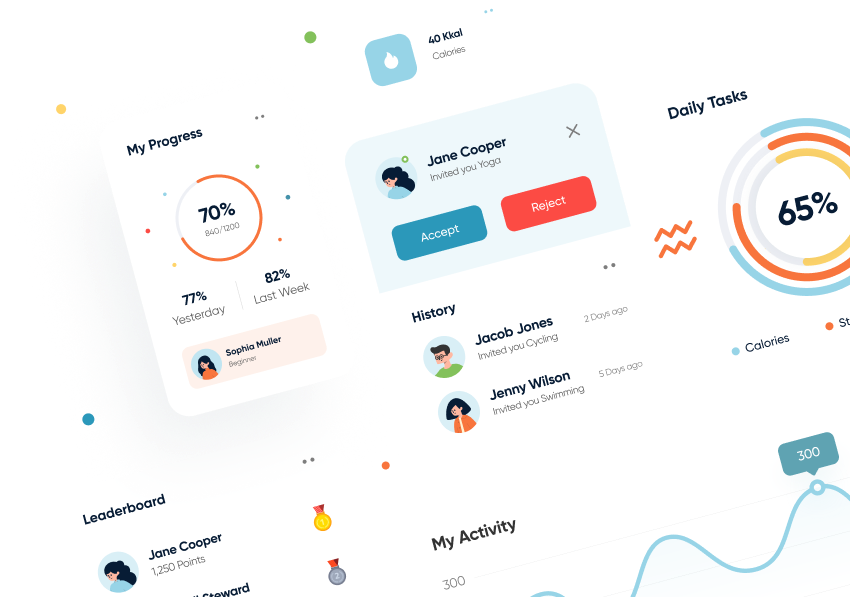 40 Kkal
Calories
My Progress
70%
840/1200
77%
Yesterday
82%
Last Week
Sophia Muller
Beginner
Jane Cooper
Invited you Yoga
Accept
Reject
History
Jacob Jones
Invited you Cycling
2 Days ago
Jenny Wilson
Invited you Swimming
5 Days ago
Daily Tasks
65%
Calories
St
Leaderboard
Jane Cooper
1,250 Points
Steward
My Activity
300
300